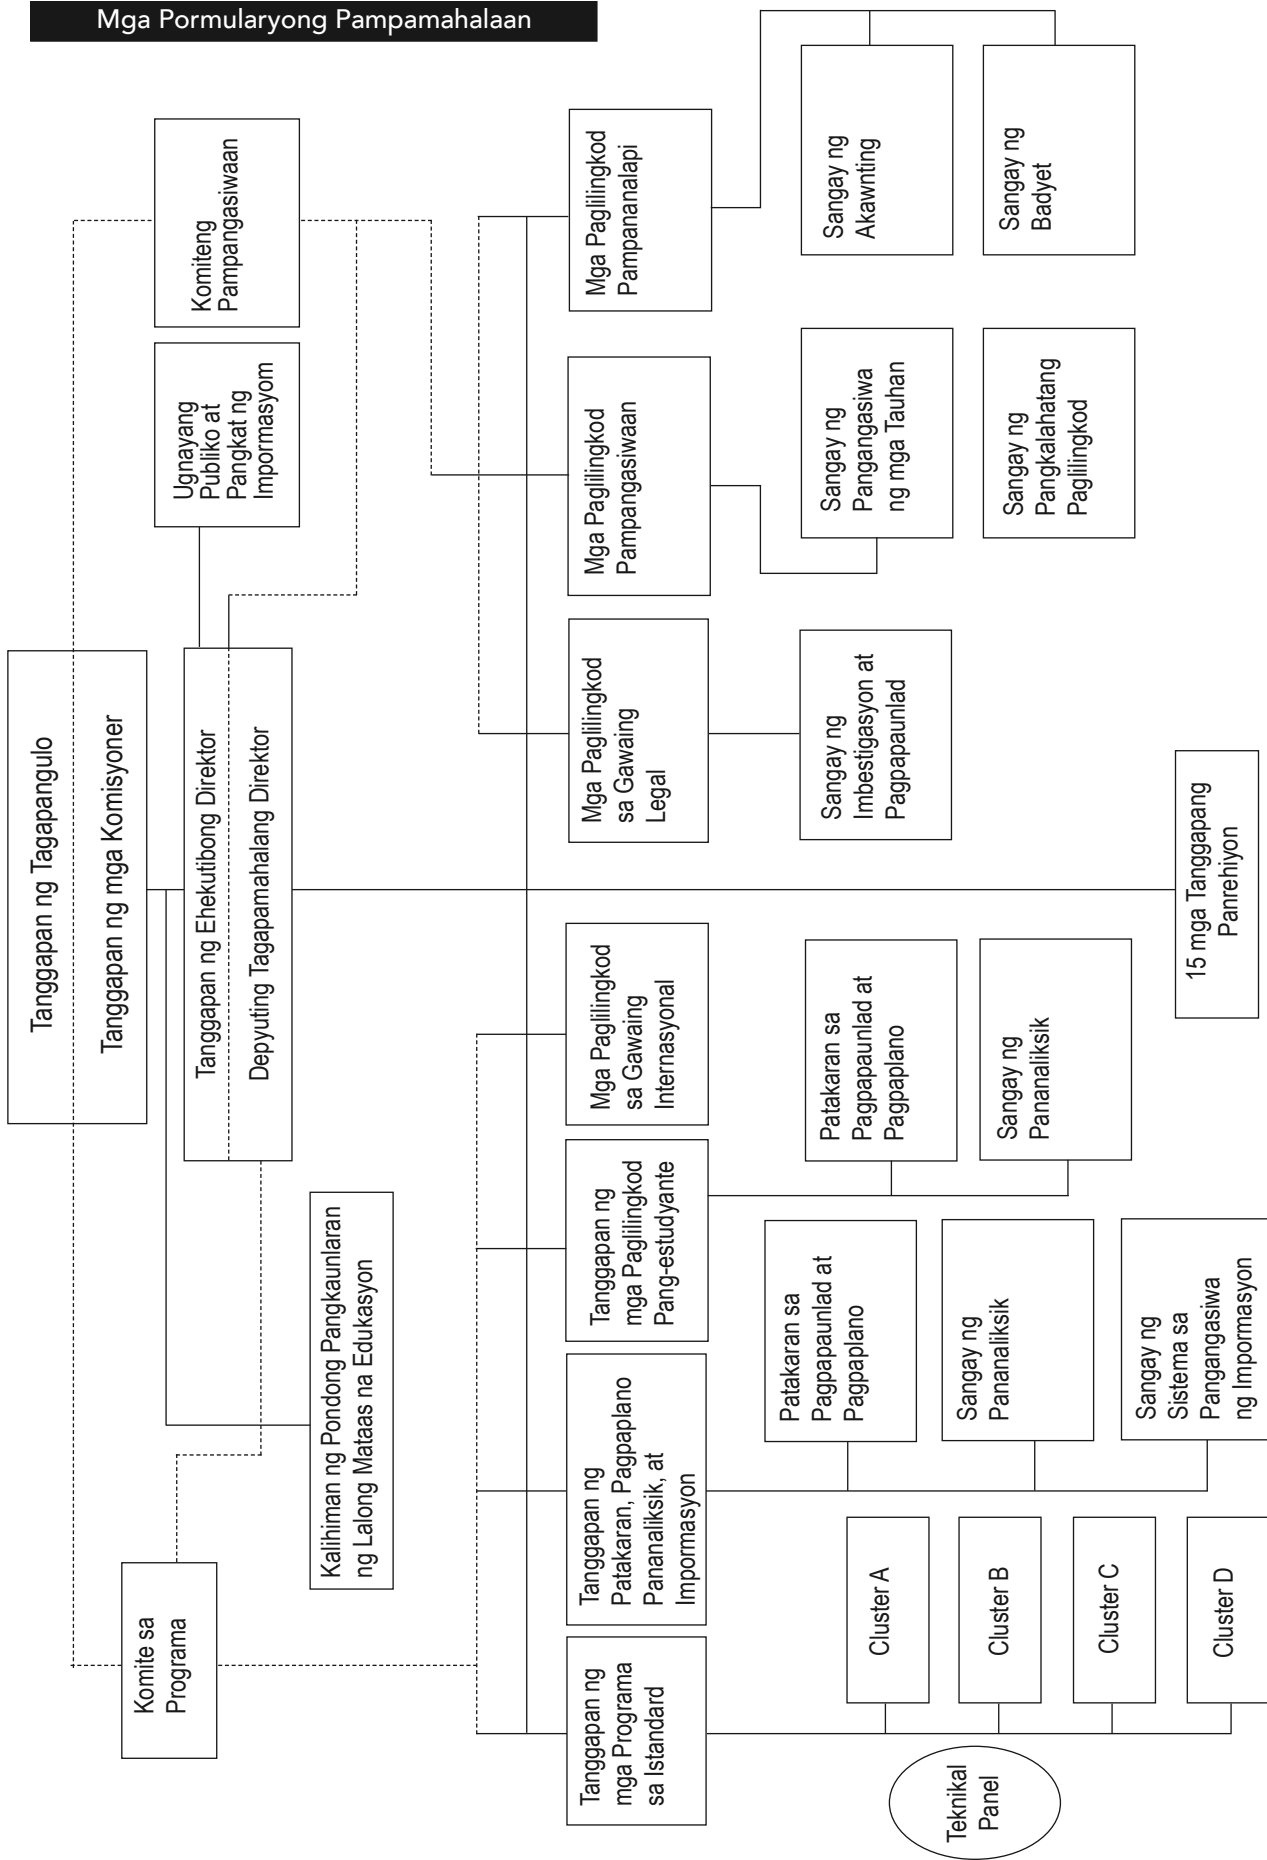 Mga Pormularyong Pampamahalaan
Tanggapan ng Tagapangulo
Tanggapan ng mga Komisyoner
Tanggapan ng Ehekutibong Direktor
Depyuting Tagapamahalang Direktor
Komite sa
Programa
Kalihiman ng Pondong Pangkaunlaran
ng Lalong Mataas na Edukasyon
Ugnayang
Publiko at
Pangkat ng
Impormasyom
Komiteng
Pampangasiwaan
Tanggapan ng
mga Programa
sa Istandard
Tanggapan ng
Patakaran, Pagpaplano
Pananaliksik, at
Impormasyon
Tanggapan ng
mga Paglilingkod
Pang-estudyante
Mga Paglilingkod
sa Gawaing
Internasyonal
Mga Paglilingkod
sa Gawaing
Legal
Mga Paglilingkod
Pampangasiwaan
Mga Paglilingkod
Pampananalapi
Teknikal
Panel
Cluster A
Cluster B
Cluster C
Cluster D
Patakaran sa
Pagpapaunlad at
Pagpaplano
Sangay ng
Pananaliksik
Sangay ng
Sistema sa
Pangangasiwa
ng Impormasyon
Patakaran sa
Pagpapaunlad at
Pagpaplano
Sangay ng
Pananaliksik
Sangay ng
Imbestigasyon at
Pagpapaunlad
Sangay ng
Pangangasiwa
ng mga Tauhan
Sangay ng
Pangkalahatang
Paglilingkod
Sangay ng
Akawnting
Sangay ng
Badyet
15 mga Tanggapang
Panrehiyon